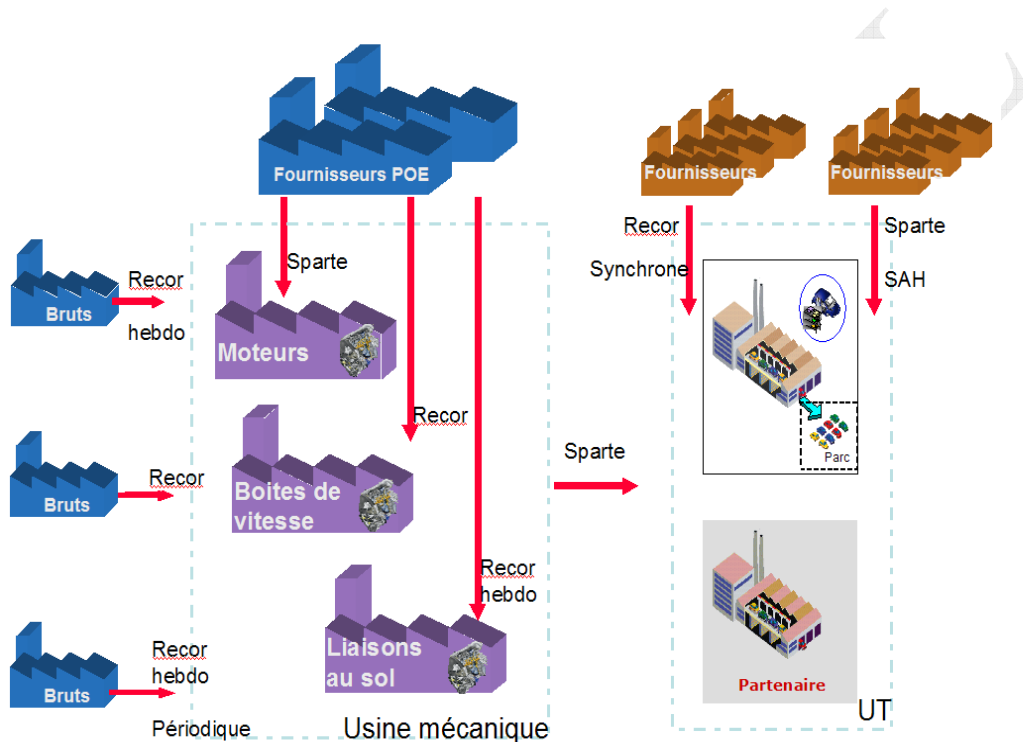 Fournisseurs POE
Fournisseurs
Fournisseurs
Recor
Synchrone
Sparte
SAH
Sparte
Bruts
Recor
hebdo
Moteurs
Recor
Parc
Bruts
Recor
Boites de
vitesse
Sparte
Recor
hebdo
Bruts
Recor
hebdo
Périodique
Liaisons
au sol
Usine mécanique
Partenaire
UT